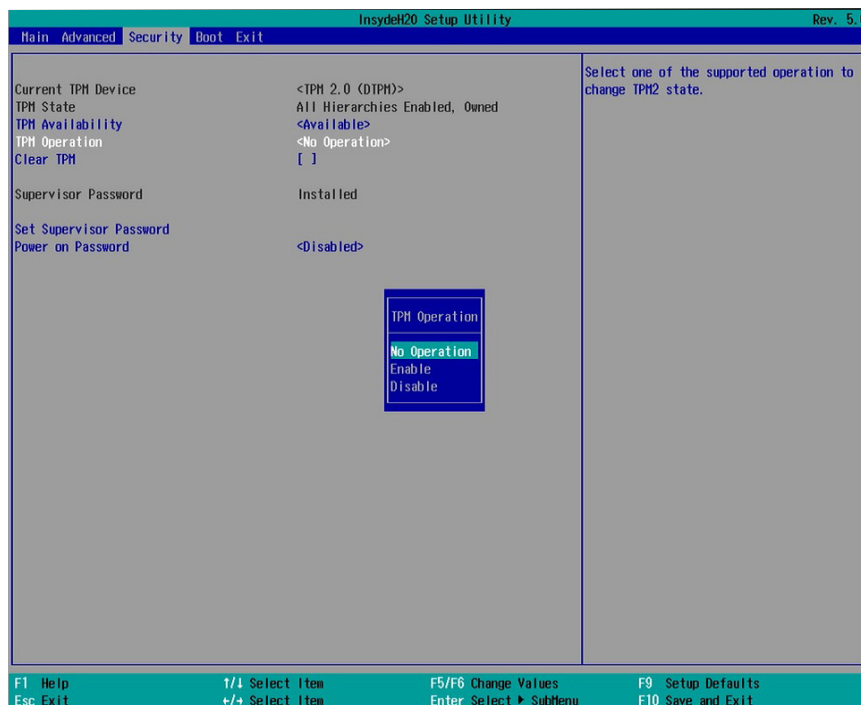 InsydeH20 Setup Utility Rev. 5.
Main Advanced Security Boot Exit
Select one of the supported operation to
Current TPM Device <TPM 2.0 (DTPM)> change TPM2 state.
TPM State All Hierarchies Enabled, Owned
TPM Availability <Available>
TPM Operation <No Operation>
Clear TPM [ ]
Supervisor Password Installed
Set Supervisor Password
Power on Password <Disabled>
TPM Operation
No Operation
Enable
Disable
F1 Help ↑/↓ Select Item F5/F6 Change Values F9 Setup Defaults
Esc Exit ←/→ Select Item Enter Select ▶ SubMenu F10 Save and Exit